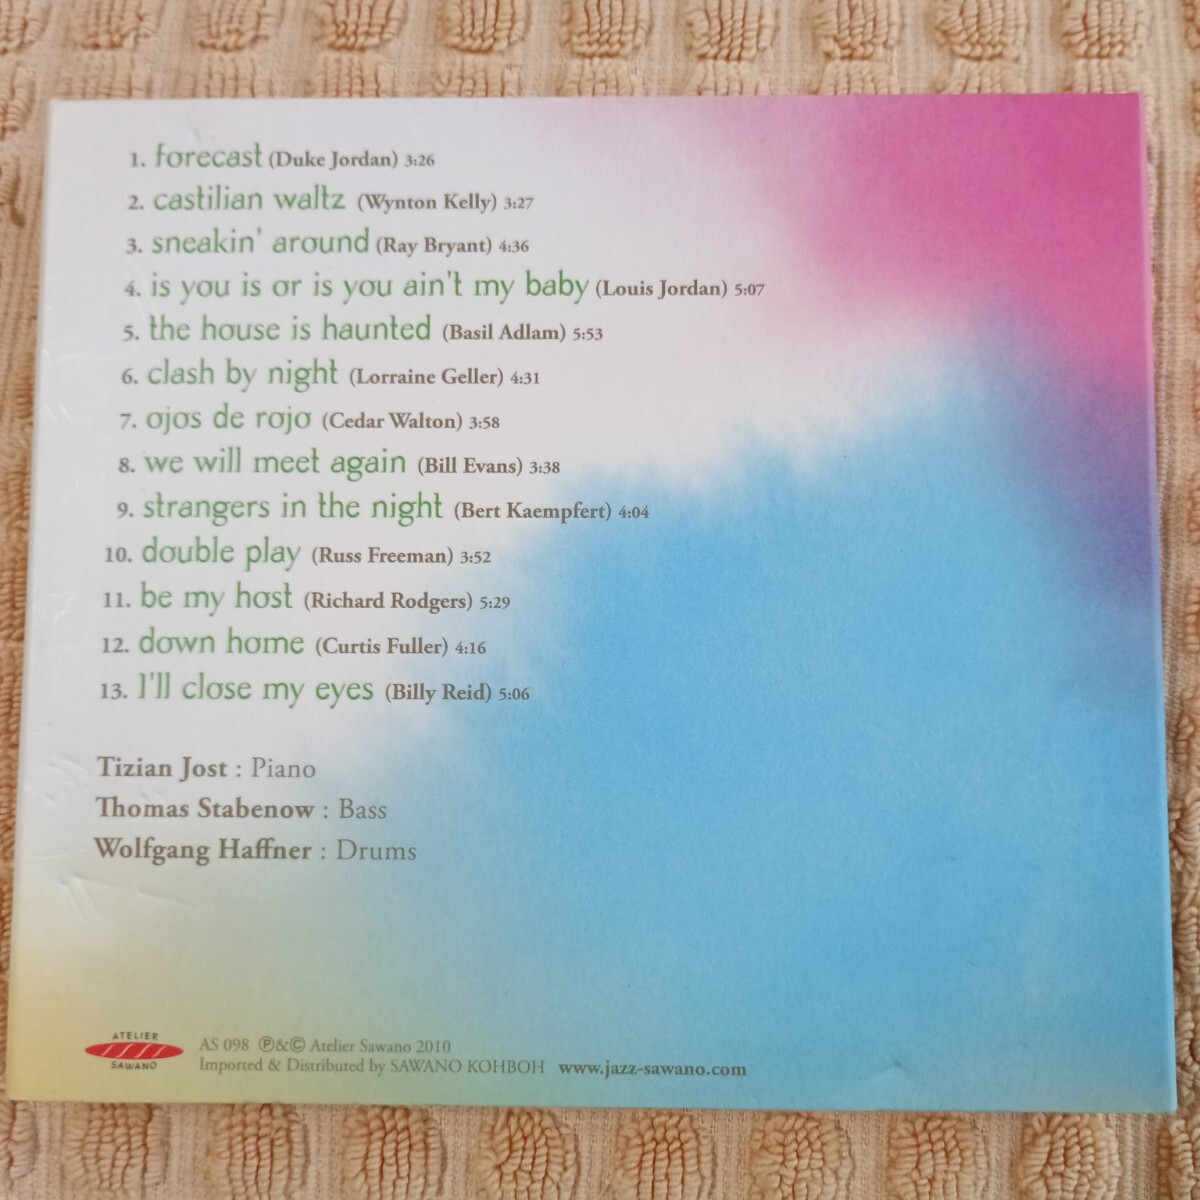 1. forecast (Duke Jordan) 3:26
2. castilian waltz (Wynton Kelly) 3:27
3. sneakin' around (Ray Bryant) 4:36
4. is you is or is you ain't my baby (Louis Jordan) 5:07
5. the house is haunted (Basil Adlam) 5:53
6. clash by night (Lorraine Geller) 4:31
7. ojos de rojo (Cedar Walton) 3:58
8. we will meet again (Bill Evans) 3:38
9. strangers in the night (Bert Kaempfert) 4:04
10. double play (Russ Freeman) 3:52
11. be my host (Richard Rodgers) 5:29
12. down home (Curtis Fuller) 4:16
13. I'll close my eyes (Billy Reid) 5:06
Tizian Jost : Piano
Thomas Stabenow : Bass
Wolfgang Haffner : Drums
ATELIER
SAWANO
AS 098 ℗&© Atelier Sawano 2010
Imported & Distributed by SAWANO KOHBOH www.jazz-sawano.com